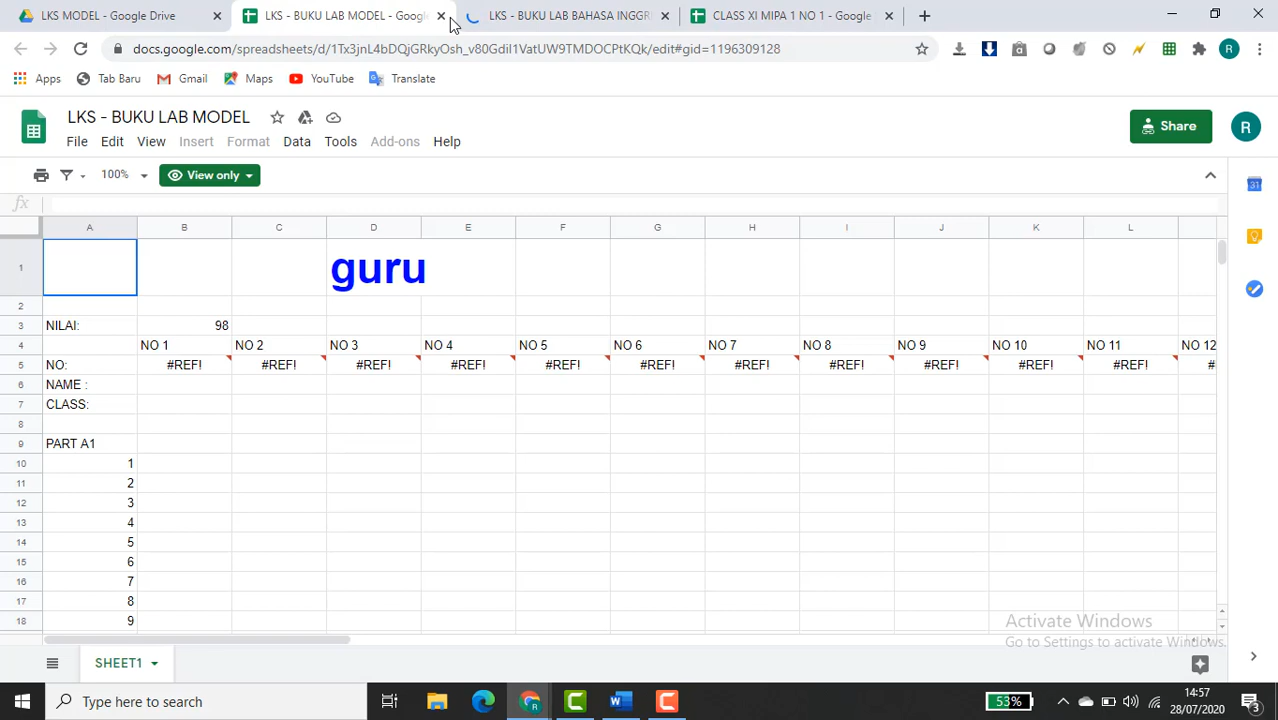 LKS MODEL - Google Drive
LKS - BUKU LAB MODEL - Googl
LKS - BUKU LAB BAHASA INGGRI
CLASS XI MIPA 1 NO 1 - Google
docs.google.com/spreadsheets/d/1Tx3jnL4bDQjGRkyOsh_v80GdiI1VatUW9TMDOCPtKQk/edit#gid=1196309128
R
Apps
Tab Baru
Gmail
Maps
YouTube
Translate
LKS - BUKU LAB MODEL
File Edit View Insert Format Data Tools Add-ons Help
Share
R
100%
View only
fx
A B C D E F G H I J K L
1 guru
2
3 NILAI: 98
4 NO 1 NO 2 NO 3 NO 4 NO 5 NO 6 NO 7 NO 8 NO 9 NO 10 NO 11 NO 12
5 NO: #REF! #REF! #REF! #REF! #REF! #REF! #REF! #REF! #REF! #REF! #REF! #
6 NAME :
7 CLASS:
8
9 PART A1
10 1
11 2
12 3
13 4
14 5
15 6
16 7
17 8
18 9
Activate Windows
Go to Settings to activate Windows.
SHEET1
31
Type here to search
53%
14:57
28/07/2020
3